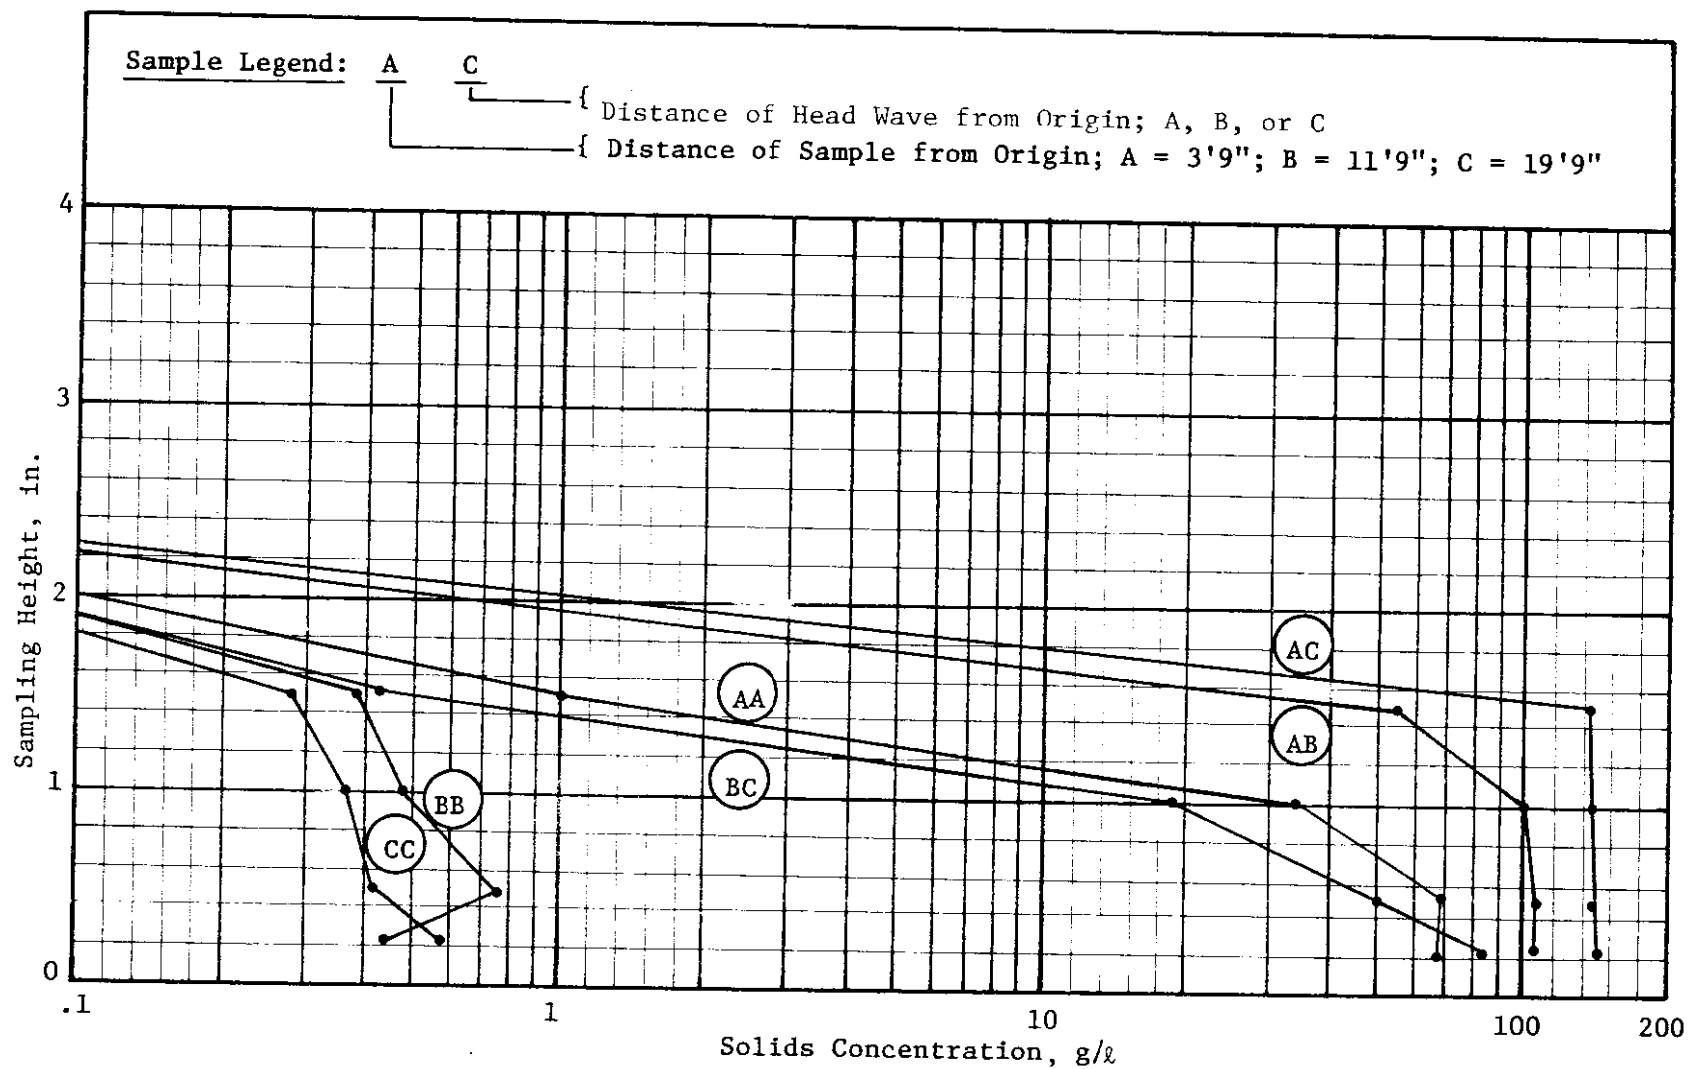 Sample Legend: A C
{ Distance of Head Wave from Origin; A, B, or C
{ Distance of Sample from Origin; A = 3'9"; B = 11'9"; C = 19'9"
4
3
2
1
0
Sampling Height, in.
AC
AA
AB
BC
BB
CC
.1 1 10 100 200
Solids Concentration, g/ℓ